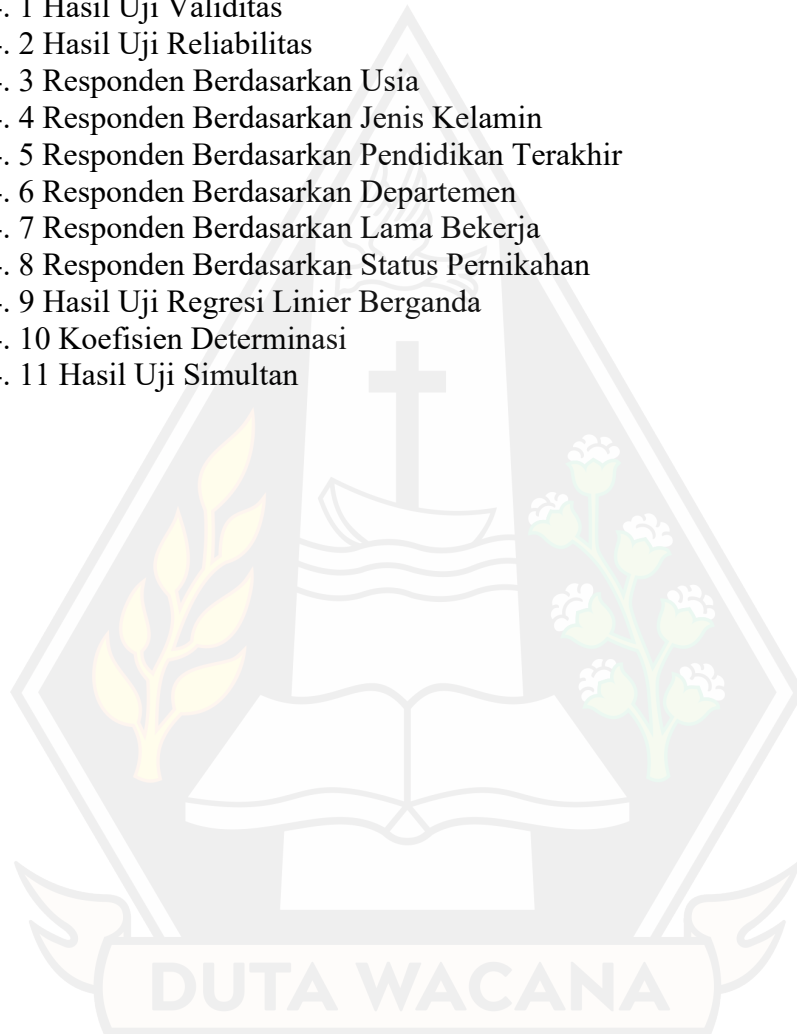 . 1 Hasil Uji Validitas
. 2 Hasil Uji Reliabilitas
. 3 Responden Berdasarkan Usia
. 4 Responden Berdasarkan Jenis Kelamin
. 5 Responden Berdasarkan Pendidikan Terakhir
. 6 Responden Berdasarkan Departemen
. 7 Responden Berdasarkan Lama Bekerja
. 8 Responden Berdasarkan Status Pernikahan
. 9 Hasil Uji Regresi Linier Berganda
. 10 Koefisien Determinasi
. 11 Hasil Uji Simultan
DUTA WACANA